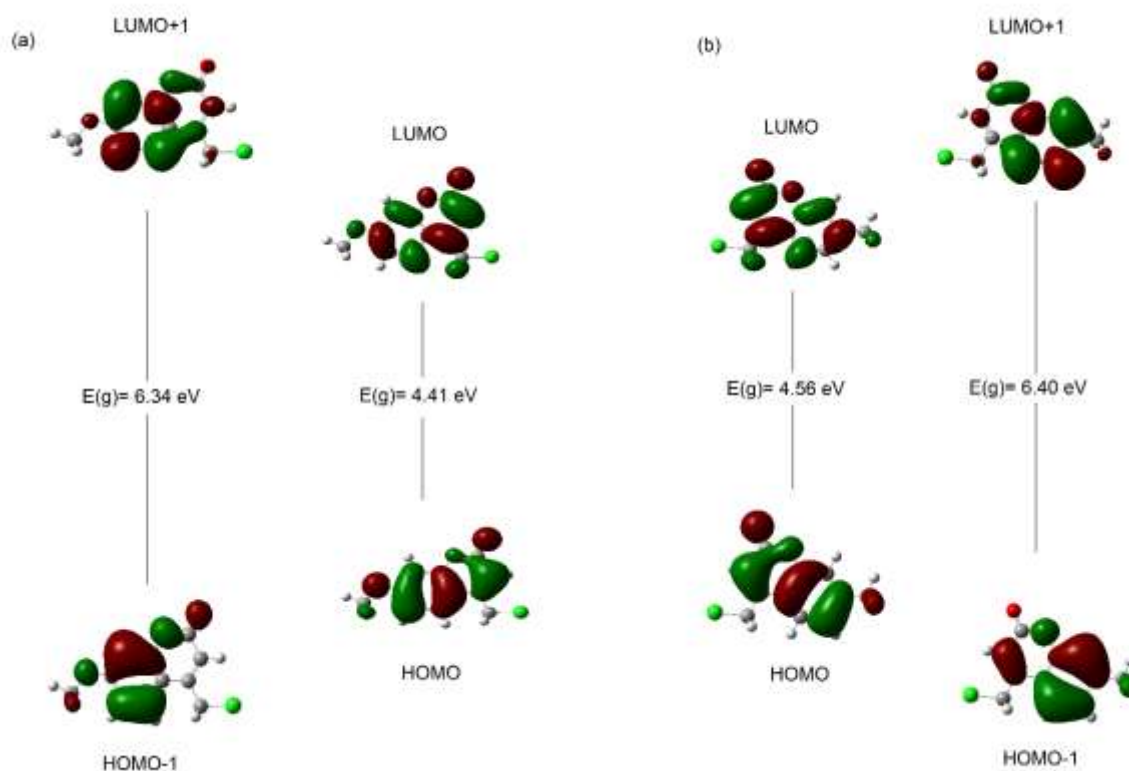 (a)
LUMO+1
LUMO
E(g)= 6.34 eV
E(g)= 4.41 eV
HOMO
HOMO-1
(b)
LUMO+1
LUMO
E(g)= 4.56 eV
E(g)= 6.40 eV
HOMO
HOMO-1